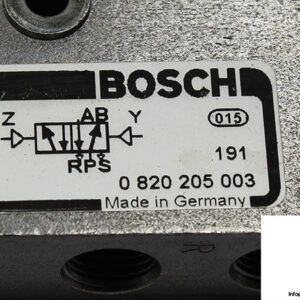 BOSCH
Z AB Y
015
RPS
191
0 820 205 003
Made in Germany
R